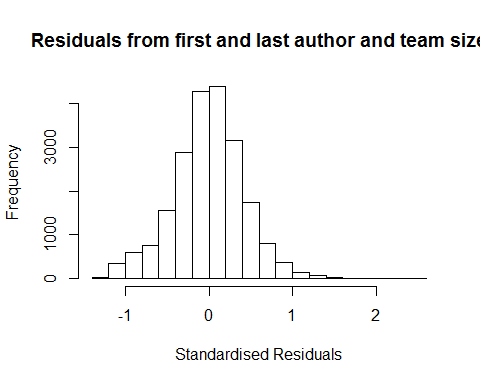 Residuals from first and last author and team size
Frequency
3000
1000
0
-1 0 1 2
Standardised Residuals